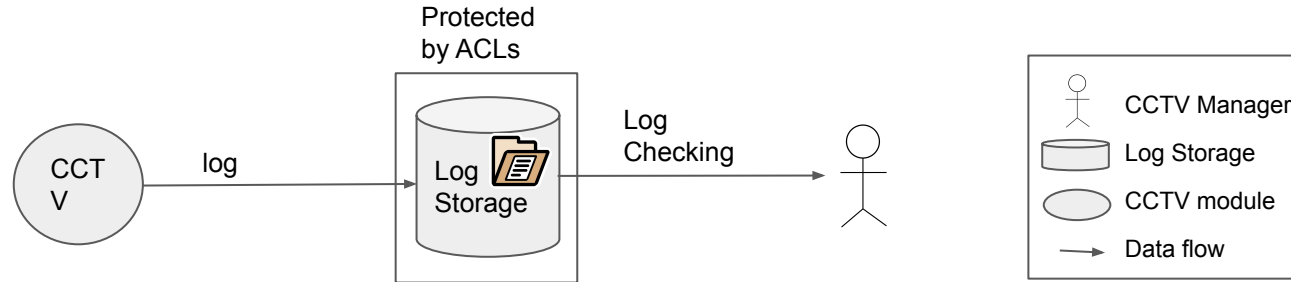 Protected
by ACLs
CCT
V
log
Log
Storage
Log
Checking
CCTV Manager
Log Storage
CCTV module
Data flow